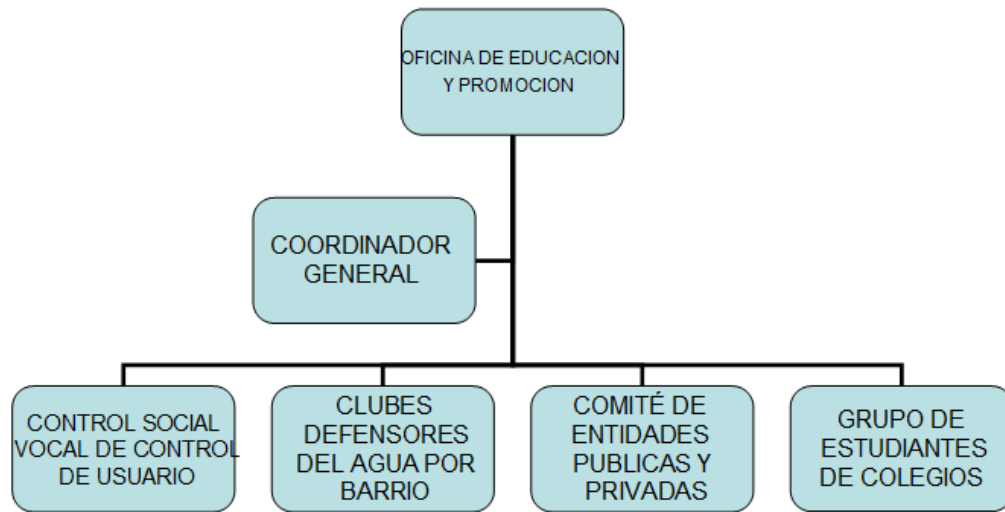 OFICINA DE EDUCACION
Y PROMOCION
COORDINADOR
GENERAL
CONTROL SOCIAL
VOCAL DE CONTROL
DE USUARIO
CLUBES
DEFENSORES
DEL AGUA POR
BARRIO
COMITÉ DE
ENTIDADES
PUBLICAS Y
PRIVADAS
GRUPO DE
ESTUDIANTES
DE COLEGIOS